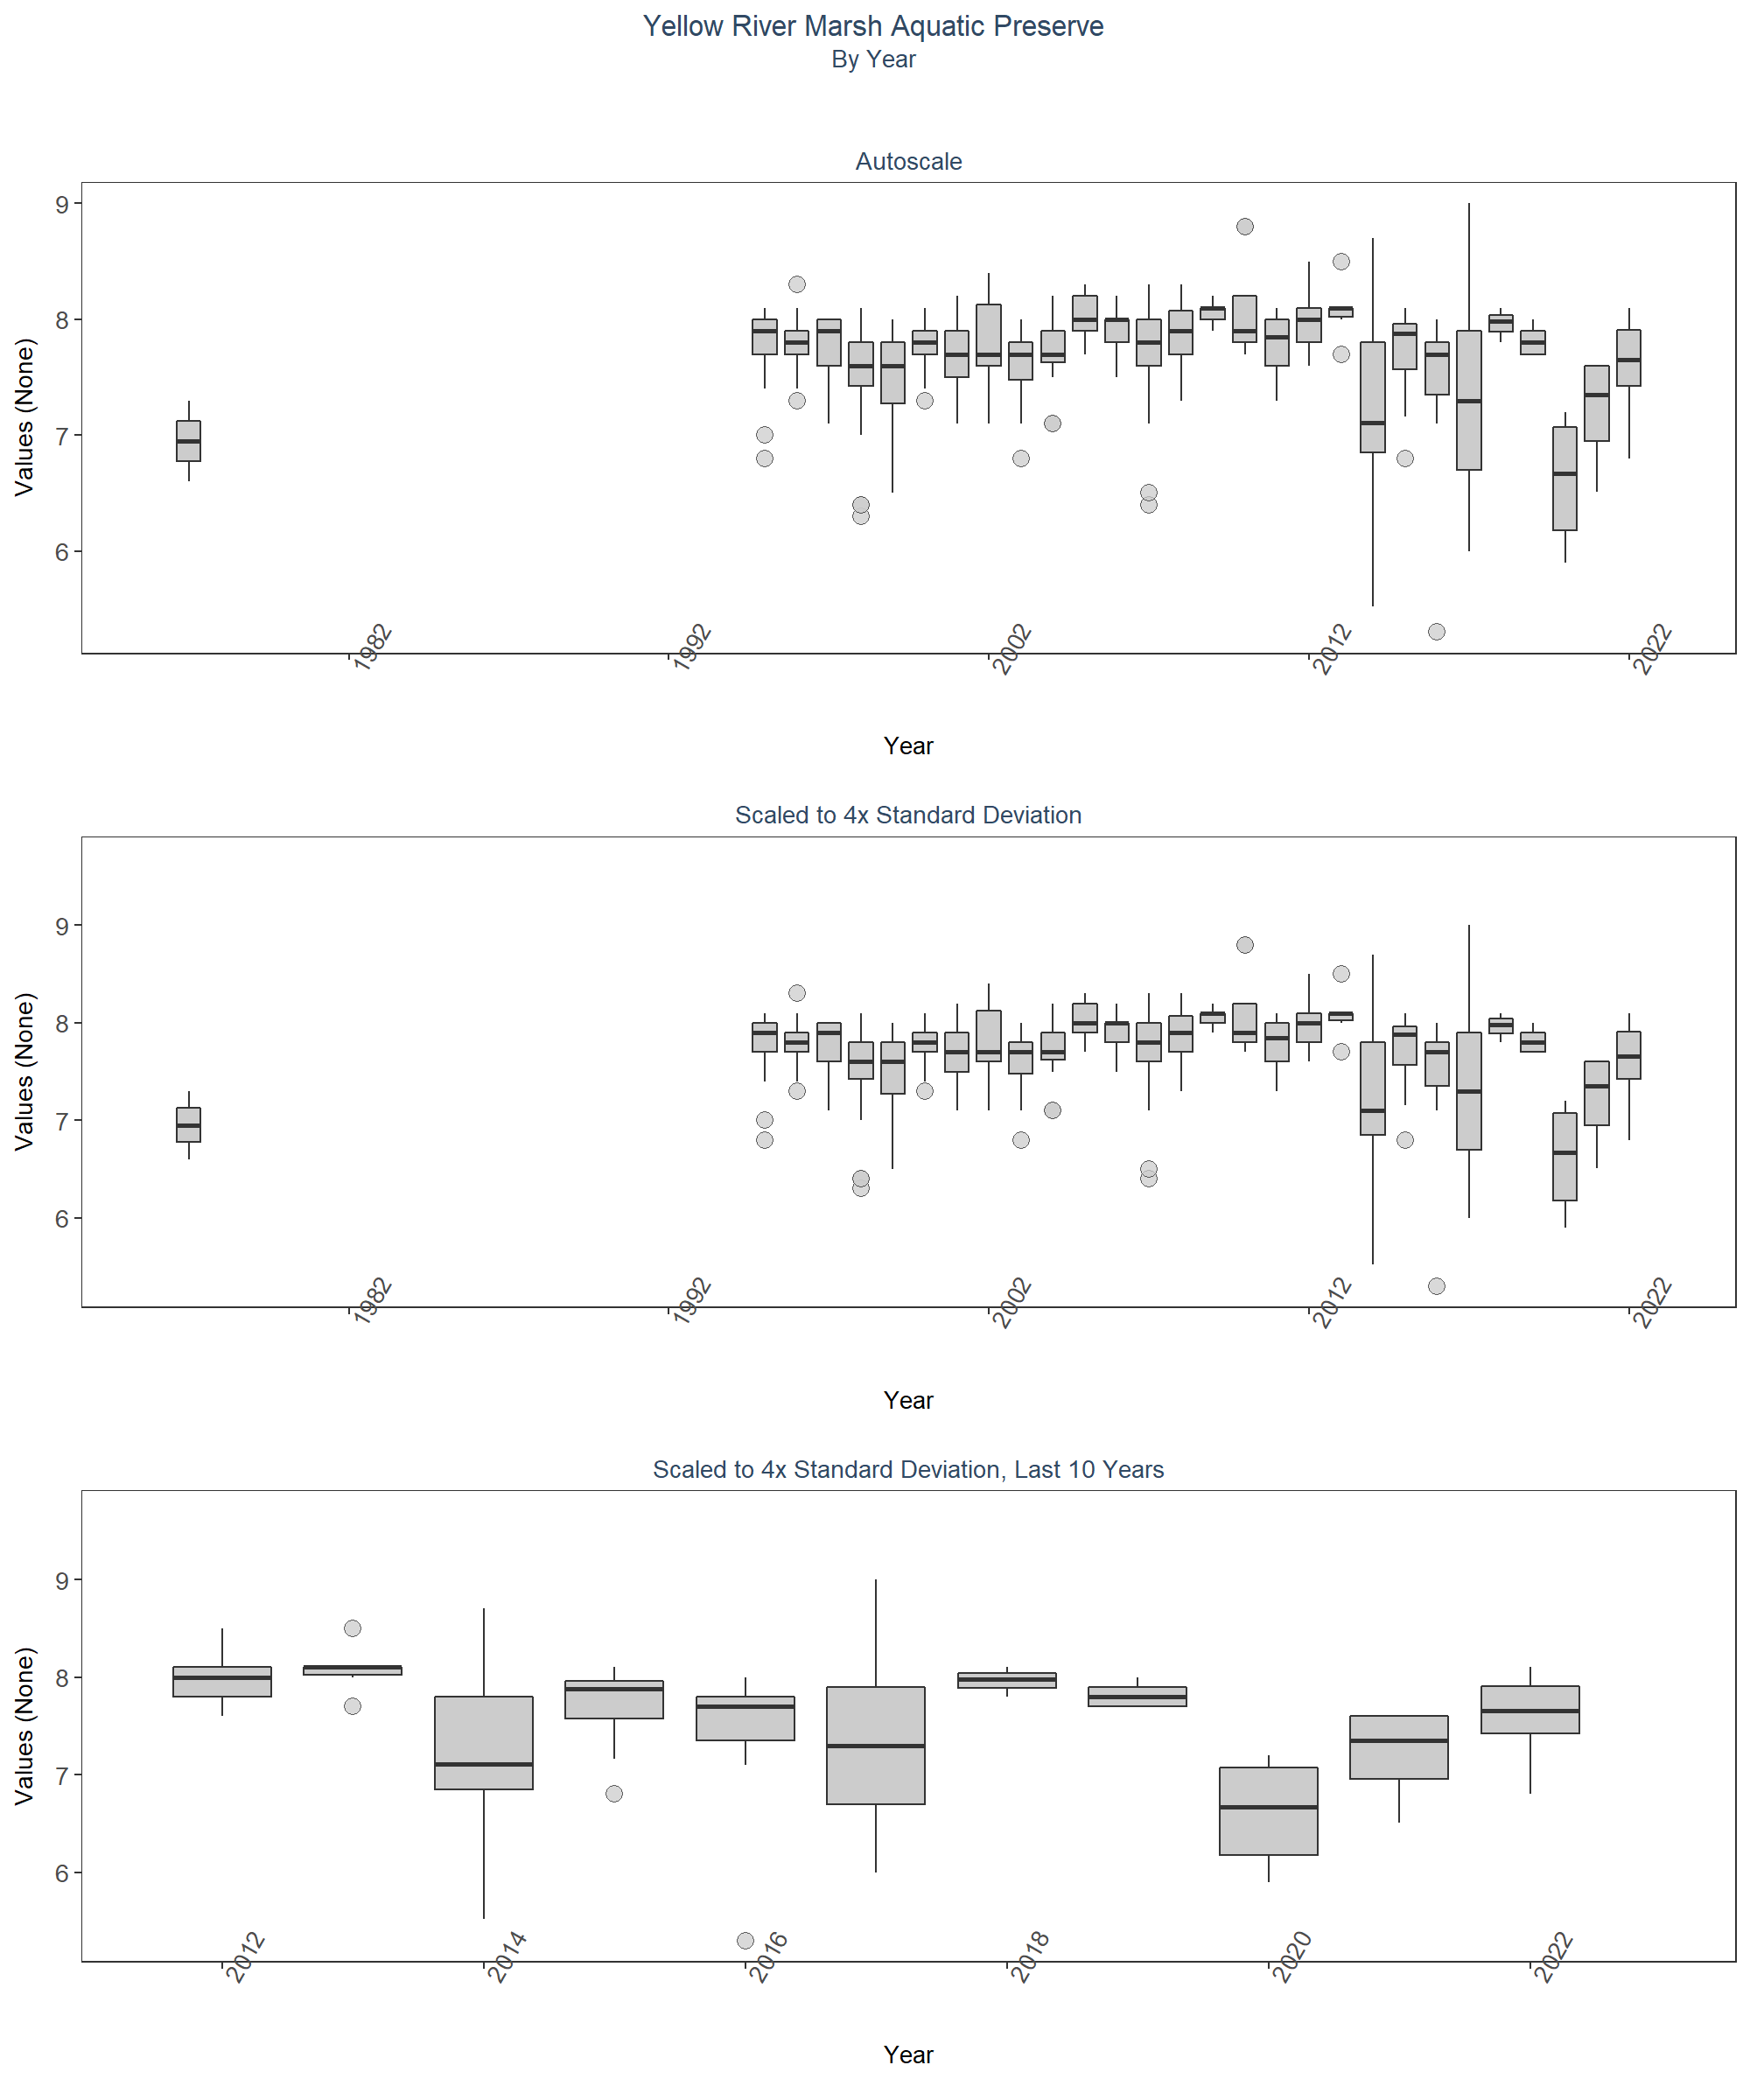 Yellow River Marsh Aquatic Preserve
By Year
Autoscale
Values (None)
9
8
7
6
1982
1992
2002
2012
2022
Year
Scaled to 4x Standard Deviation
Values (None)
9
8
7
6
1982
1992
2002
2012
2022
Year
Scaled to 4x Standard Deviation, Last 10 Years
Values (None)
9
8
7
6
2012
2014
2016
2018
2020
2022
Year